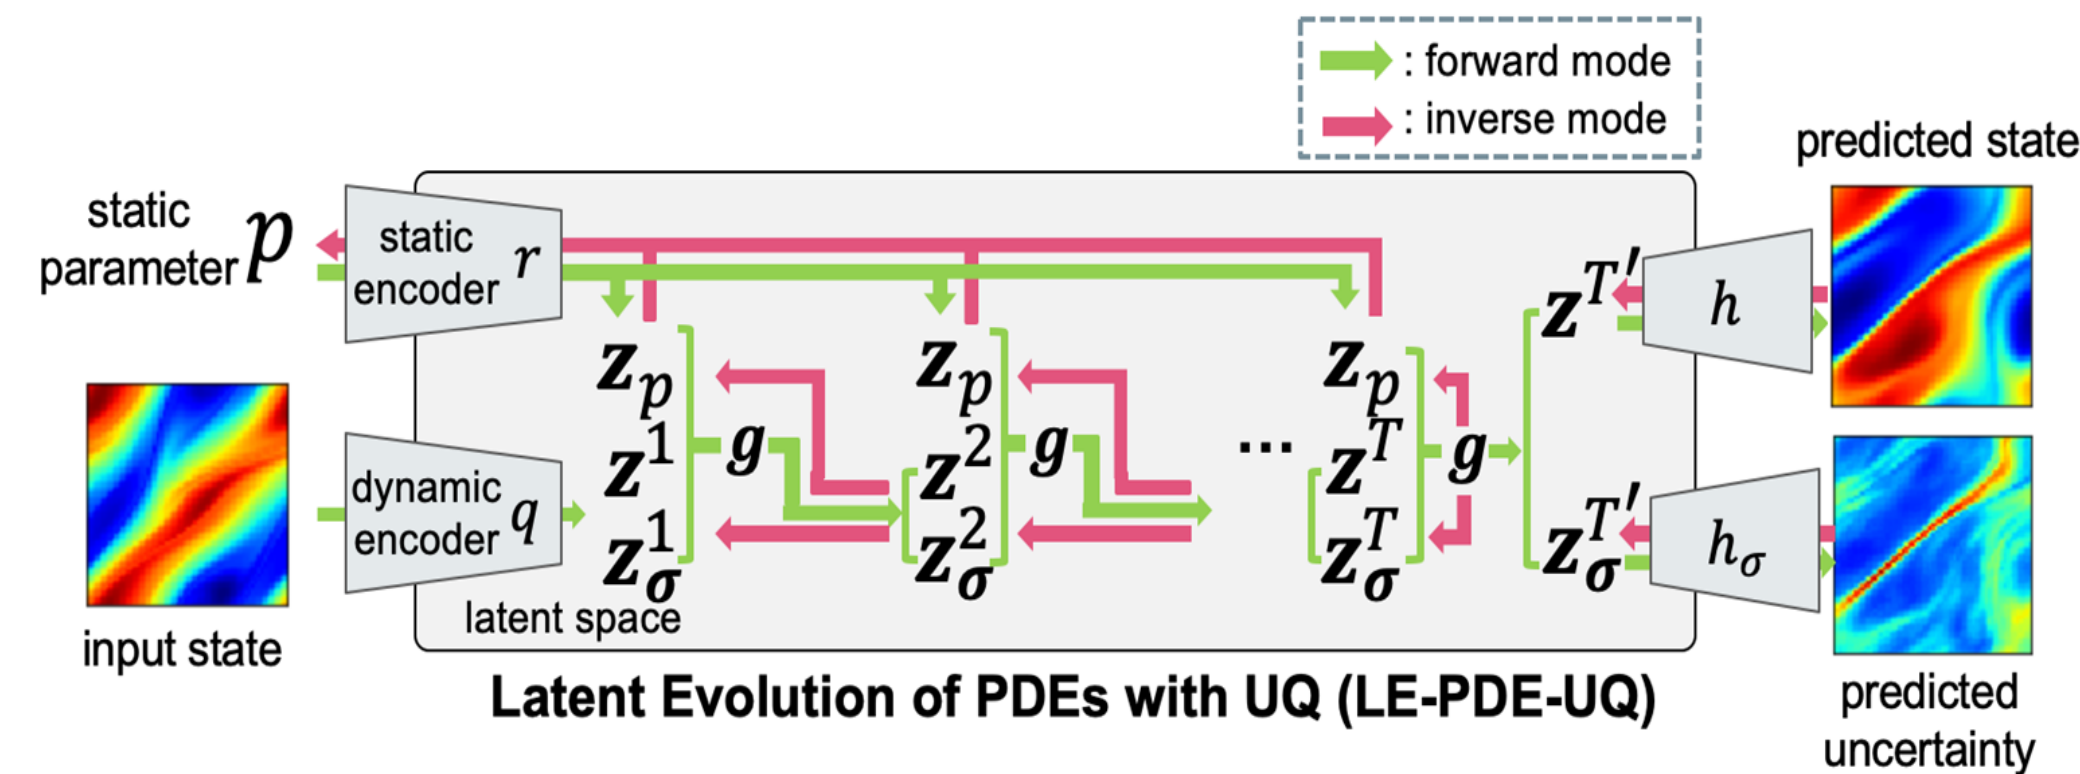 : forward mode
: inverse mode
predicted state
static
parameter p
static
encoder r
z_p
z^1
z_σ^1
g
z_p
z^2
z_σ^2
g
...
z_p
z^T
z_σ^T
g
z^{T'}
h
z_σ^{T'}
h_σ
dynamic
encoder q
latent space
input state
Latent Evolution of PDEs with UQ (LE-PDE-UQ)
predicted
uncertainty